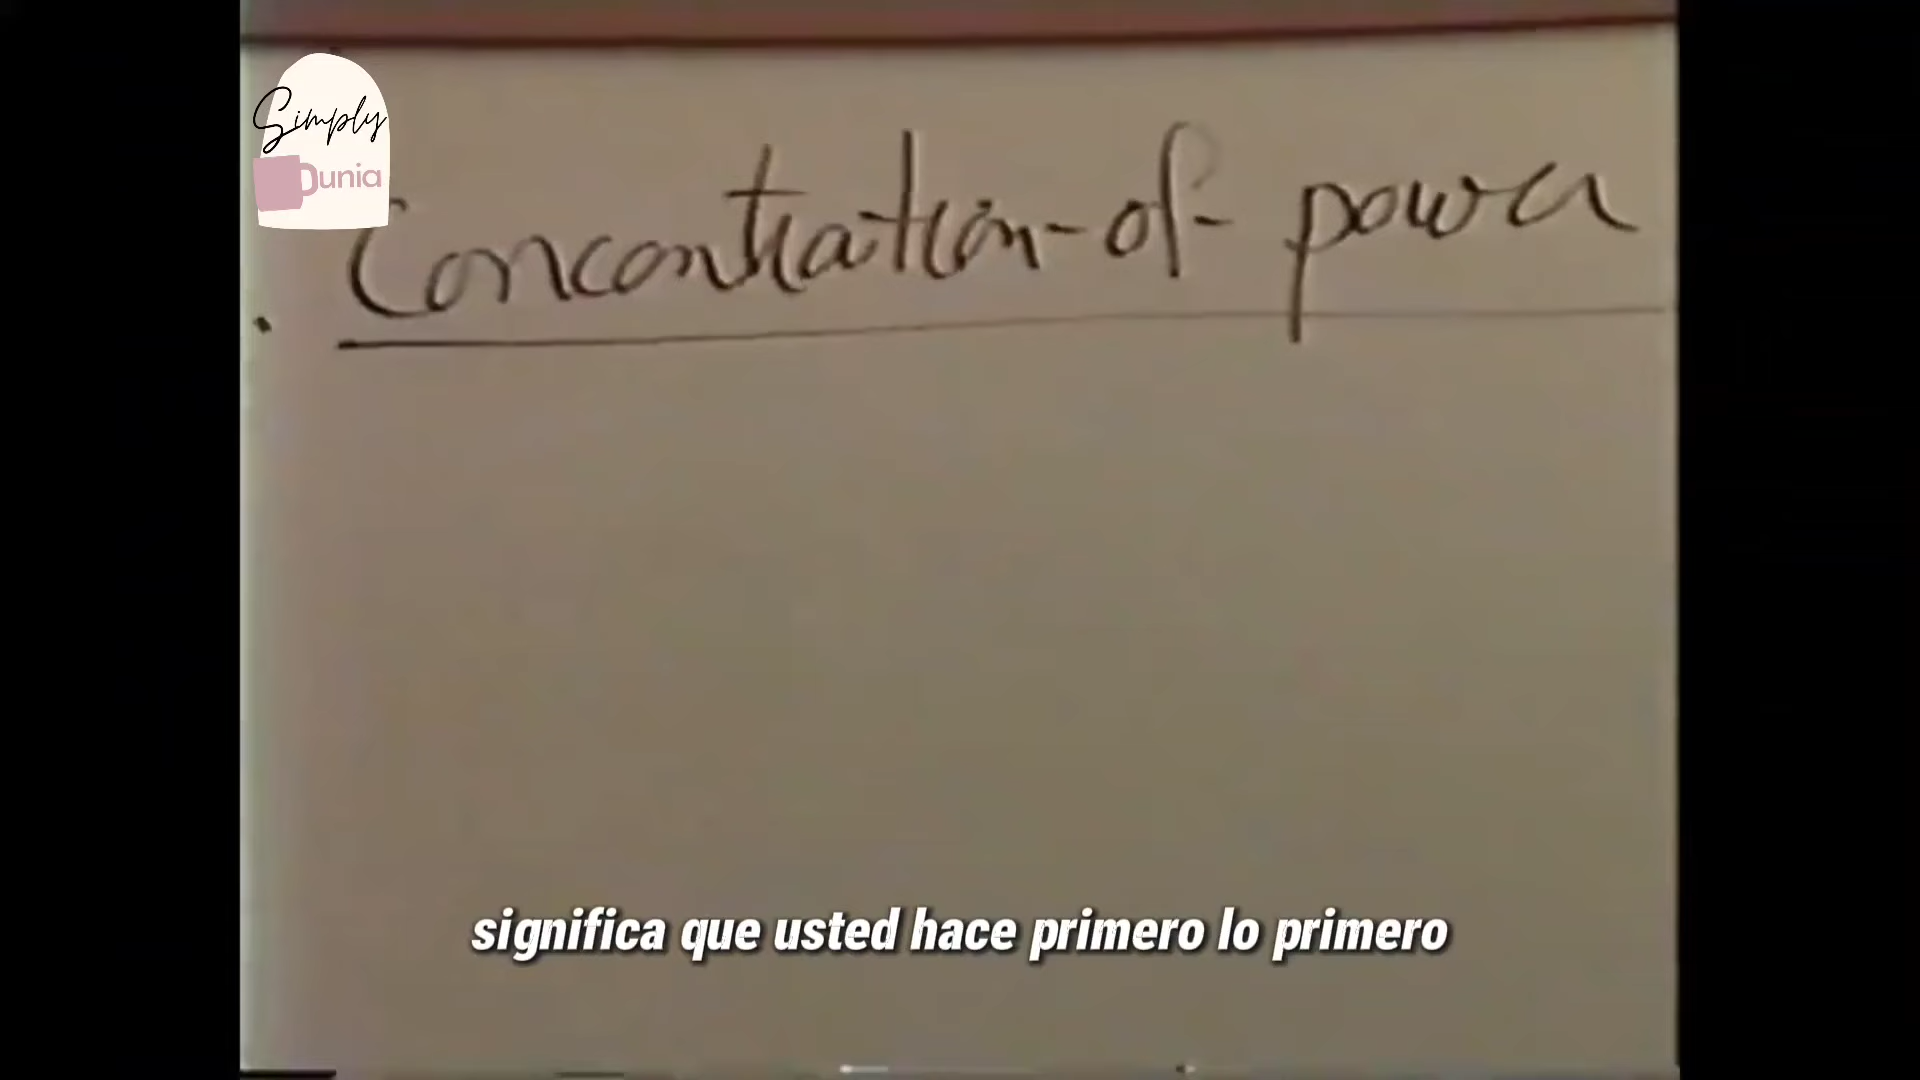 Simply
Dunia
Concentration-of-power
significa que usted hace primero lo primero